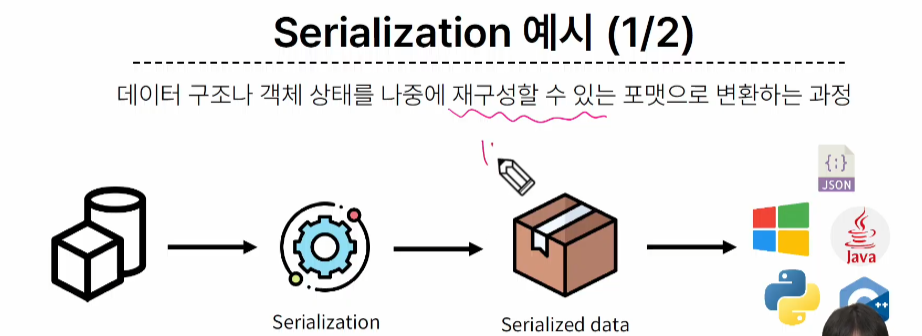 Serialization 예시 (1/2)
데이터 구조나 객체 상태를 나중에 재구성할 수 있는 포맷으로 변환하는 과정
{;}
JSON
Java
++
Serialization
Serialized data